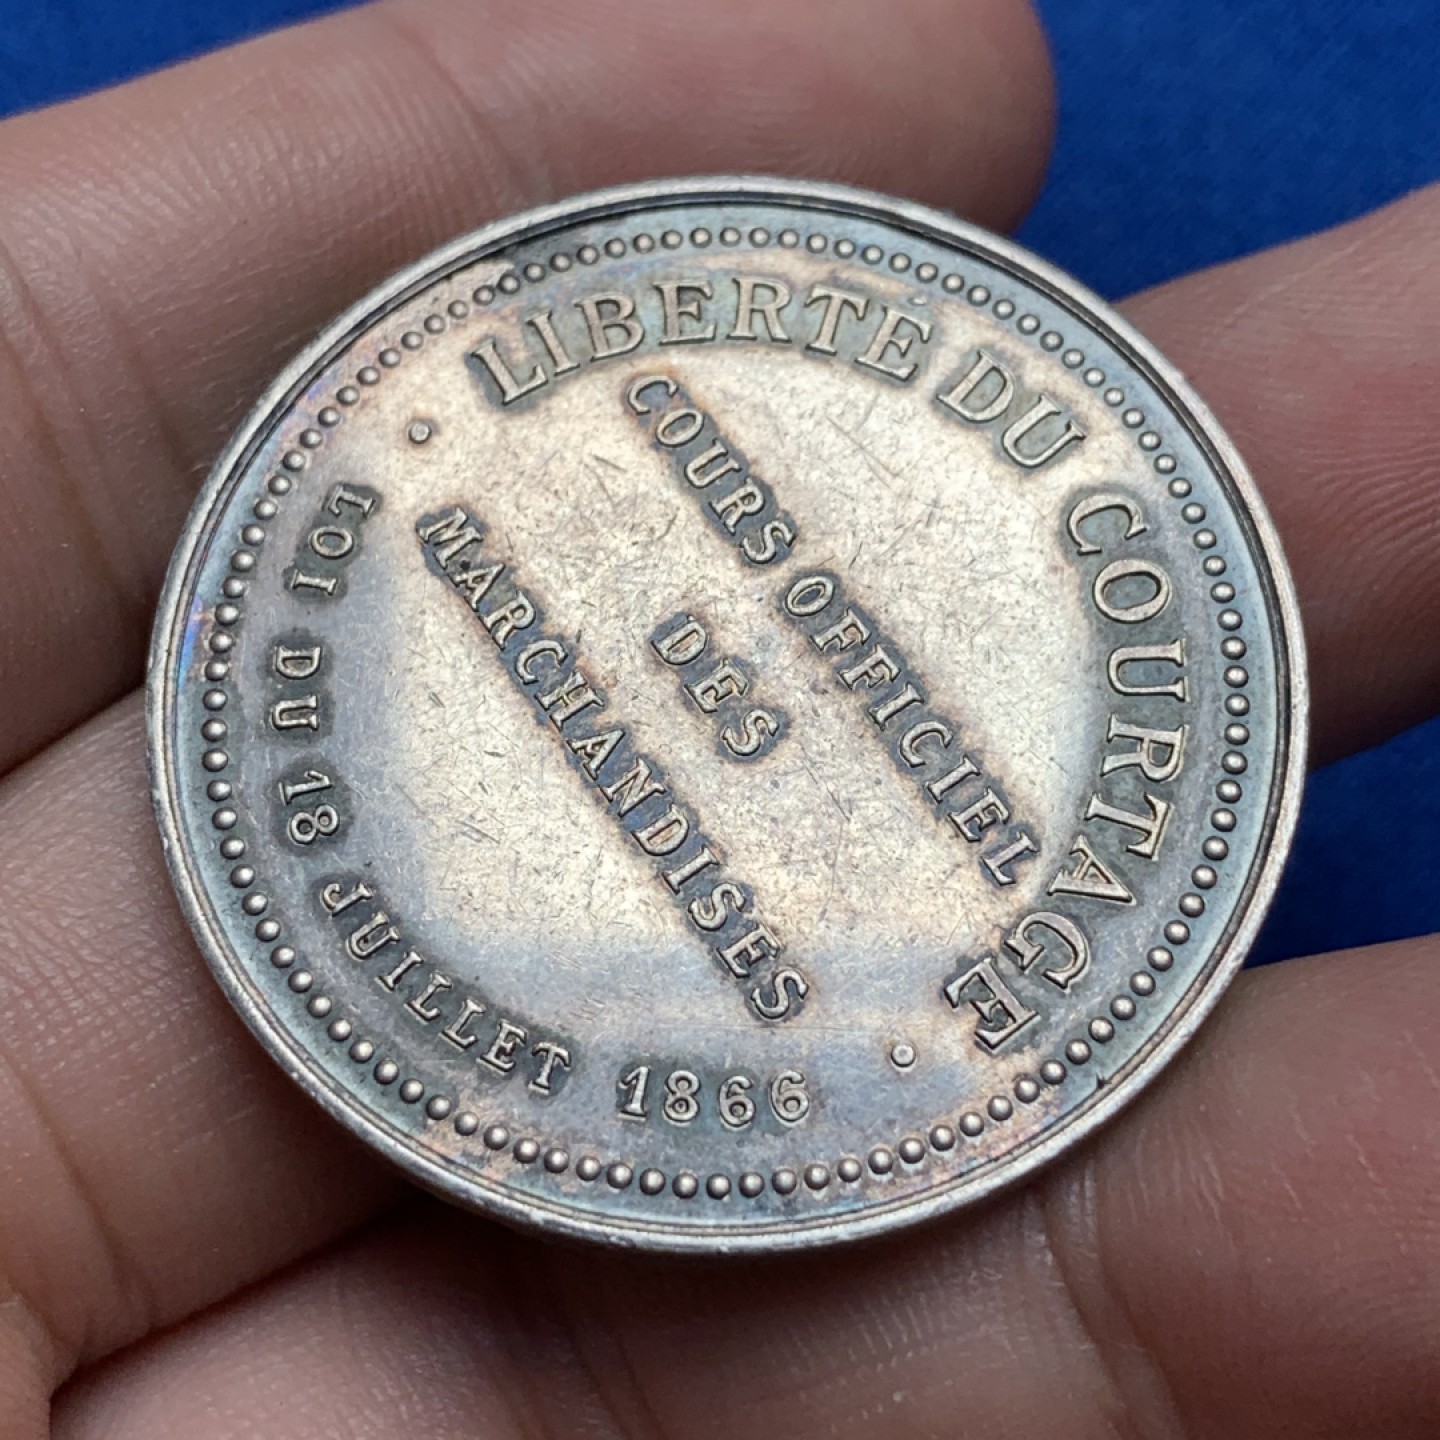 LIBERTÉ DU COURTAGE
COURS OFFICIEL
DES
MARCHANDISES
LOI DU 18 JUILLET 1866